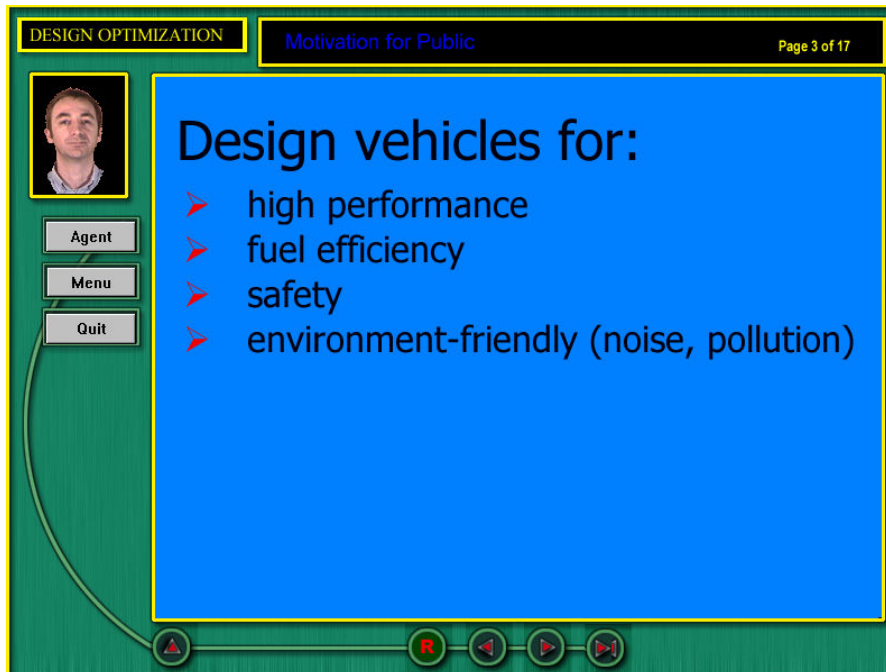 DESIGN OPTIMIZATION
Motivation for Public
Page 3 of 17
Design vehicles for:
high performance
fuel efficiency
safety
environment-friendly (noise, pollution)
Agent
Menu
Quit
R